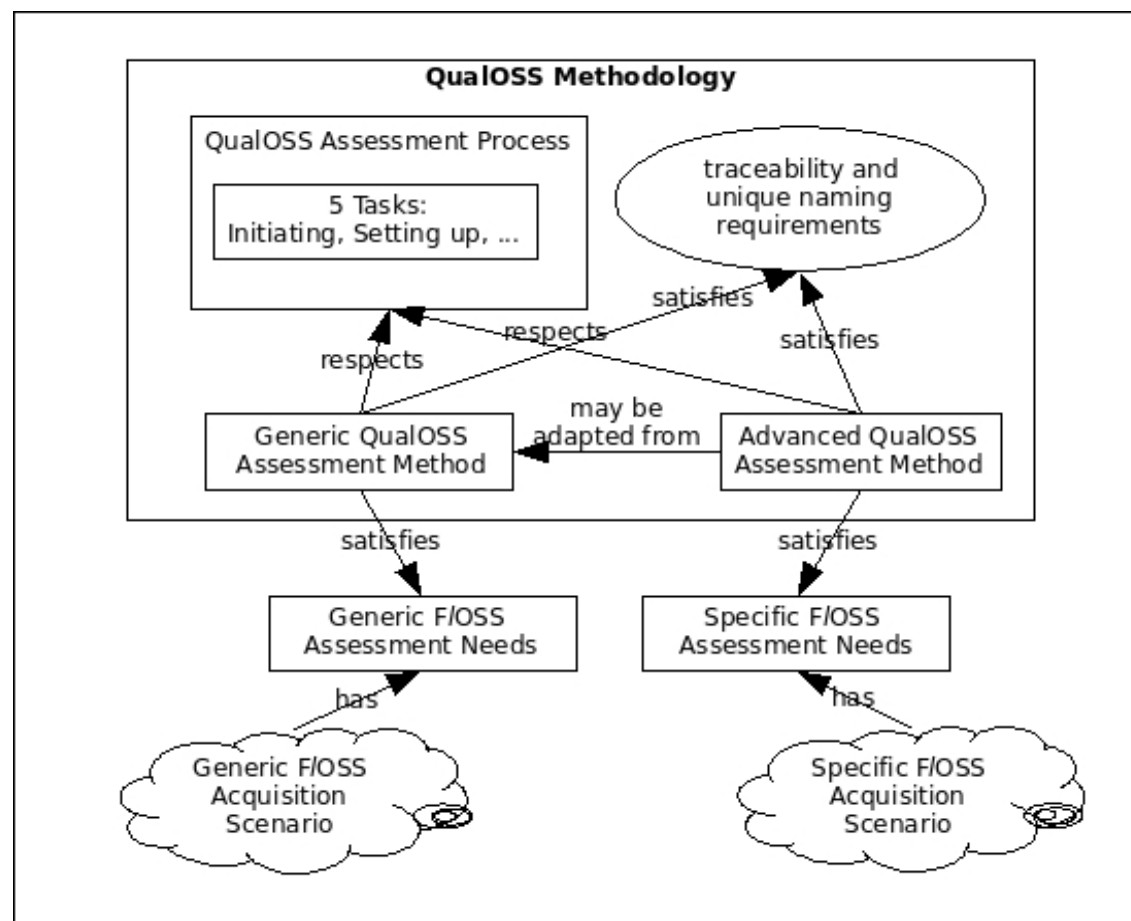 QualOSS Methodology
QualOSS Assessment Process
5 Tasks:
Initiating, Setting up, ...
traceability and
unique naming
requirements
satisfies
respects
respects
satisfies
may be
adapted from
Generic QualOSS
Assessment Method
Advanced QualOSS
Assessment Method
satisfies
satisfies
Generic F/OSS
Assessment Needs
Specific F/OSS
Assessment Needs
has
has
Generic F/OSS
Acquisition
Scenario
Specific F/OSS
Acquisition
Scenario